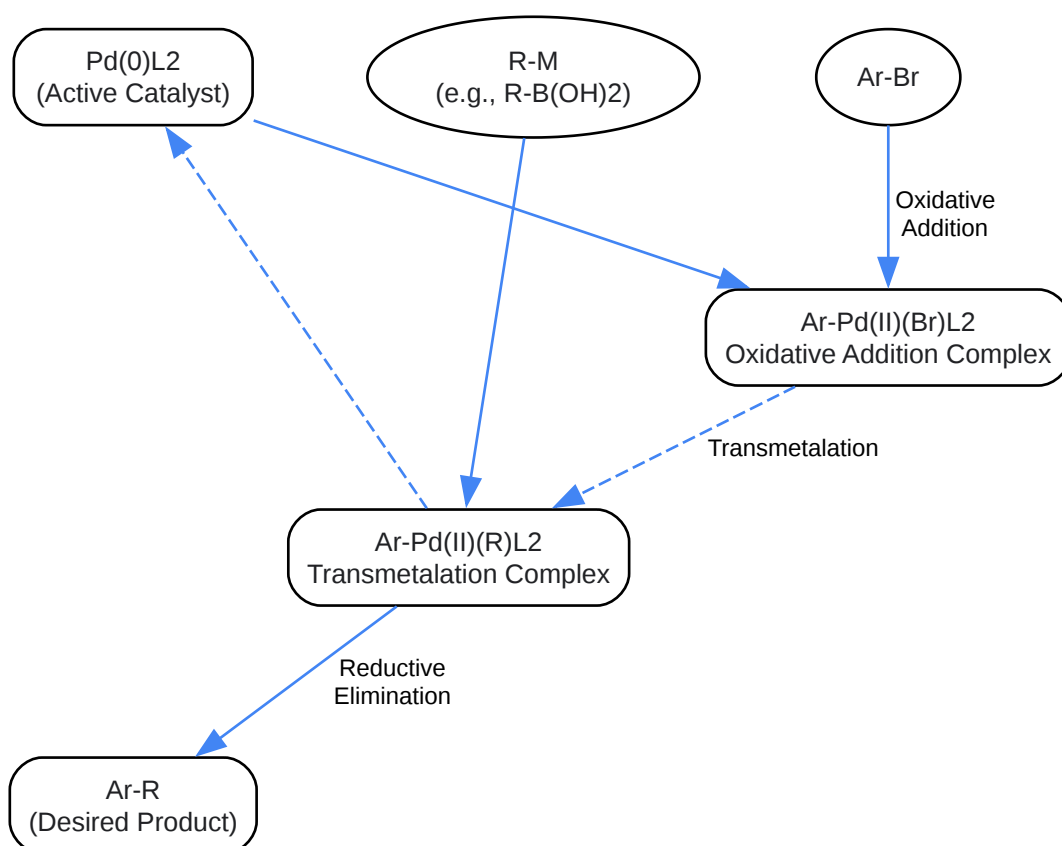 Pd(0)L2
(Active Catalyst)
R-M
(e.g., R-B(OH)2)
Ar-Br
Oxidative
Addition
Ar-Pd(II)(Br)L2
Oxidative Addition Complex
Transmetalation
Ar-Pd(II)(R)L2
Transmetalation Complex
Reductive
Elimination
Ar-R
(Desired Product)